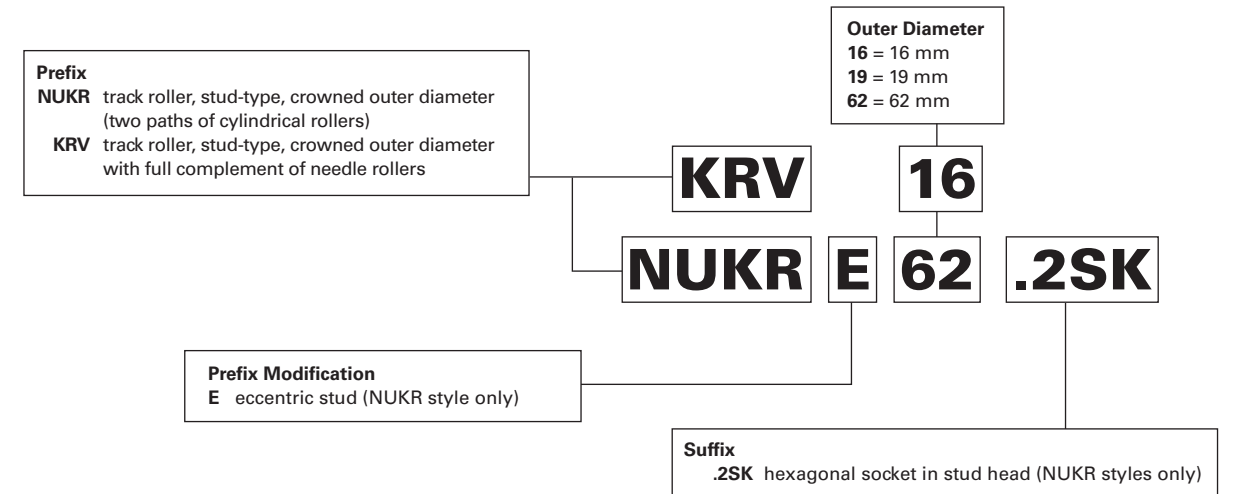 Outer Diameter
16 = 16 mm
19 = 19 mm
62 = 62 mm
Prefix
NUKR track roller, stud-type, crowned outer diameter
(two paths of cylindrical rollers)
KRV track roller, stud-type, crowned outer diameter
with full complement of needle rollers
KRV 16
NUKR E 62 .2SK
Prefix Modification
E eccentric stud (NUKR style only)
Suffix
.2SK hexagonal socket in stud head (NUKR styles only)